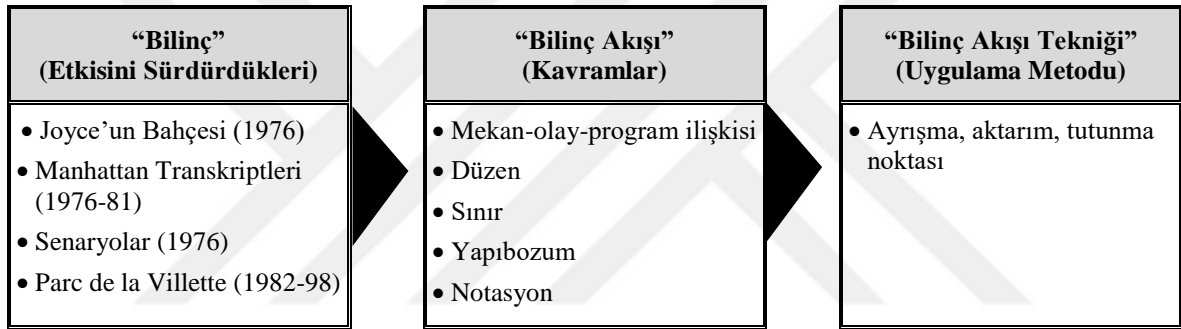 “Bilinç”
(Etkisini Sürdürdükleri)
• Joyce’un Bahçesi (1976)
• Manhattan Transkriptleri
(1976-81)
• Senaryolar (1976)
• Parc de la Villette (1982-98)
“Bilinç Akışı”
(Kavramlar)
• Mekan-olay-program ilişkisi
• Düzen
• Sınır
• Yapıbozum
• Notasyon
“Bilinç Akışı Tekniği”
(Uygulama Metodu)
• Ayrışma, aktarım, tutunma
noktası